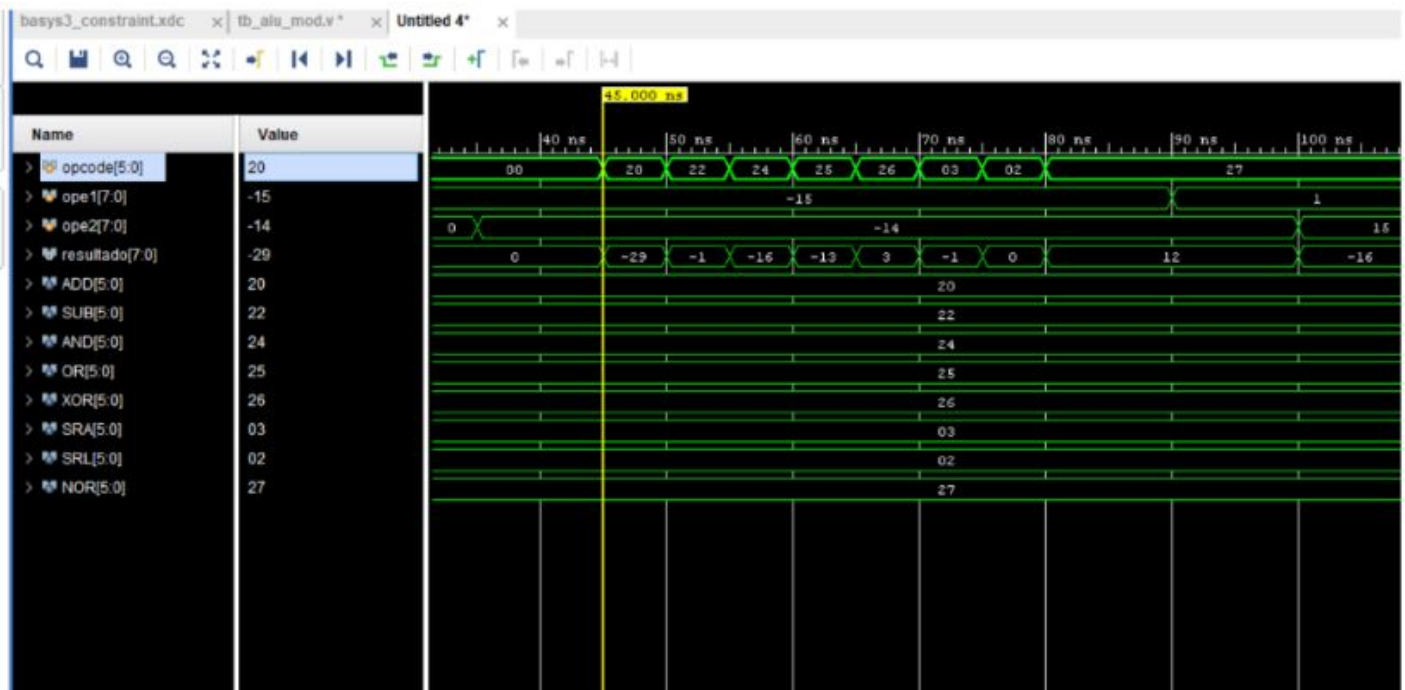 basys3_constraint.xdc × tb_alu_mod.v * × Untitled 4* ×
45.000 ns
Name Value 40 ns 50 ns 60 ns 70 ns 80 ns 90 ns 100 ns
opcode[5:0] 20 00 20 22 24 25 26 03 02 27
ope1[7:0] -15 -15 1
ope2[7:0] -14 0 -14 15
resultado[7:0] -29 0 -29 -1 -16 -13 3 -1 0 12 -16
ADD[5:0] 20 20
SUB[5:0] 22 22
AND[5:0] 24 24
OR[5:0] 25 25
XOR[5:0] 26 26
SRA[5:0] 03 03
SRL[5:0] 02 02
NOR[5:0] 27 27